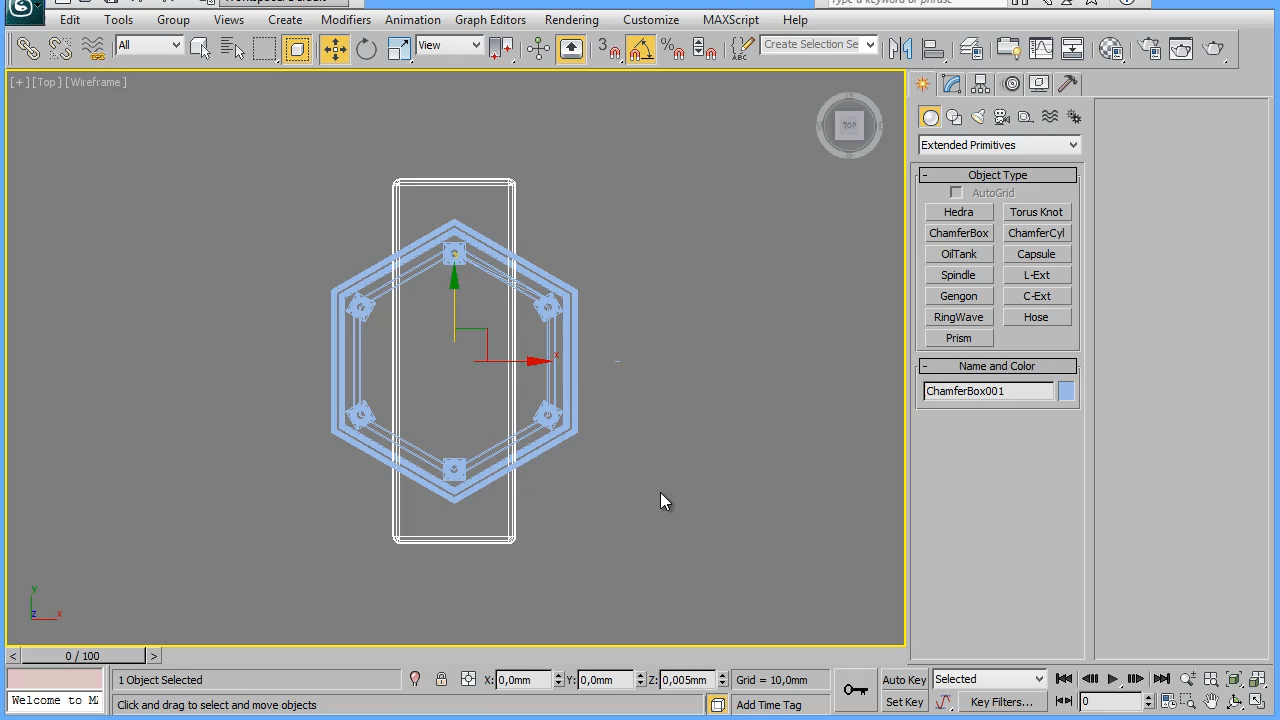 Edit Tools Group Views Create Modifiers Animation Graph Editors Rendering Customize MAXScript Help
All View 3 % ABC Create Selection Se
[+] [Top] [Wireframe]
TOP
Extended Primitives
- Object Type
AutoGrid
Hedra Torus Knot
ChamferBox ChamferCyl
OilTank Capsule
Spindle L-Ext
Gengon C-Ext
RingWave Hose
Prism
- Name and Color
ChamferBox001
x
y
z x
< 0 / 100 >
1 Object Selected X: 0,0mm Y: 0,0mm Z: 0,005mm Grid = 10,0mm Auto Key Selected
Welcome to M Click and drag to select and move objects Add Time Tag Set Key Key Filters... 0